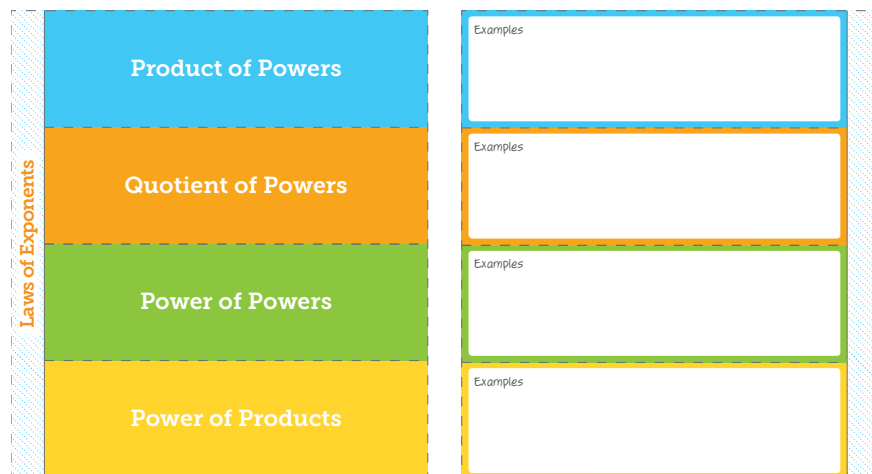 Laws of Exponents
Product of Powers
Examples
Quotient of Powers
Examples
Power of Powers
Examples
Power of Products
Examples